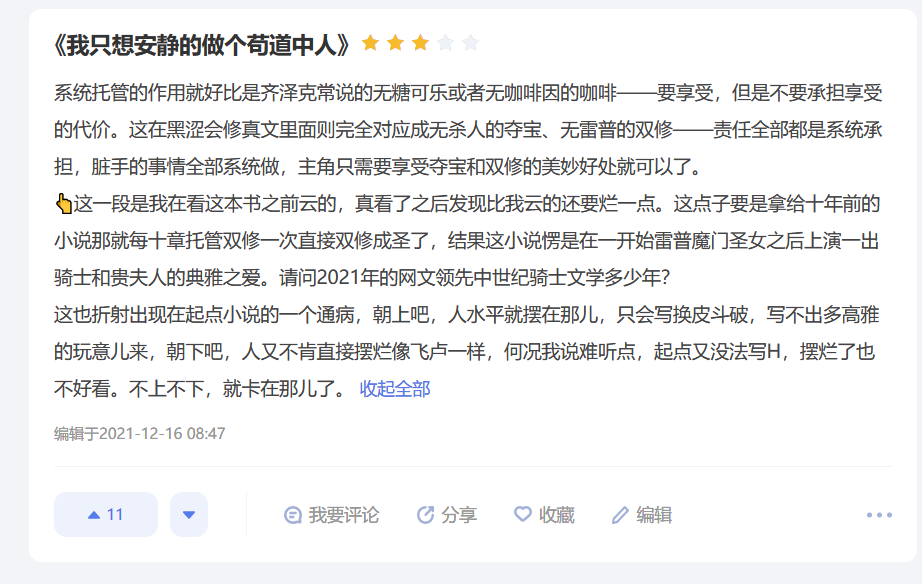 《我只想安静的做个苟道中人》
系统托管的作用就好比是齐泽克常说的无糖可乐或者无咖啡因的咖啡——要享受，但是不要承担享受
的代价。这在黑涩会修真文里面则完全对应成无杀人的夺宝、无雷普的双修——责任全部都是系统承
担，脏手的事情全部系统做，主角只需要享受夺宝和双修的美妙好处就可以了。
👆这一段是我在看这本书之前云的，真看了之后发现比我云的还要烂一点。这点子要是拿给十年前的
小说那就每十章托管双修一次直接双修成圣了，结果这小说愣是在一开始雷普魔门圣女之后上演一出
骑士和贵夫人的典雅之爱。请问2021年的网文领先中世纪骑士文学多少年？
这也折射出现在起点小说的一个通病，朝上吧，人水平就摆在那儿，只会写换皮斗破，写不出多高雅
的玩意儿来，朝下吧，人又不肯直接摆烂像飞卢一样，何况我说难听点，起点又没法写H，摆烂了也
不好看。不上不下，就卡在那儿了。 收起全部
编辑于2021-12-16 08:47
11 我要评论 分享 收藏 编辑